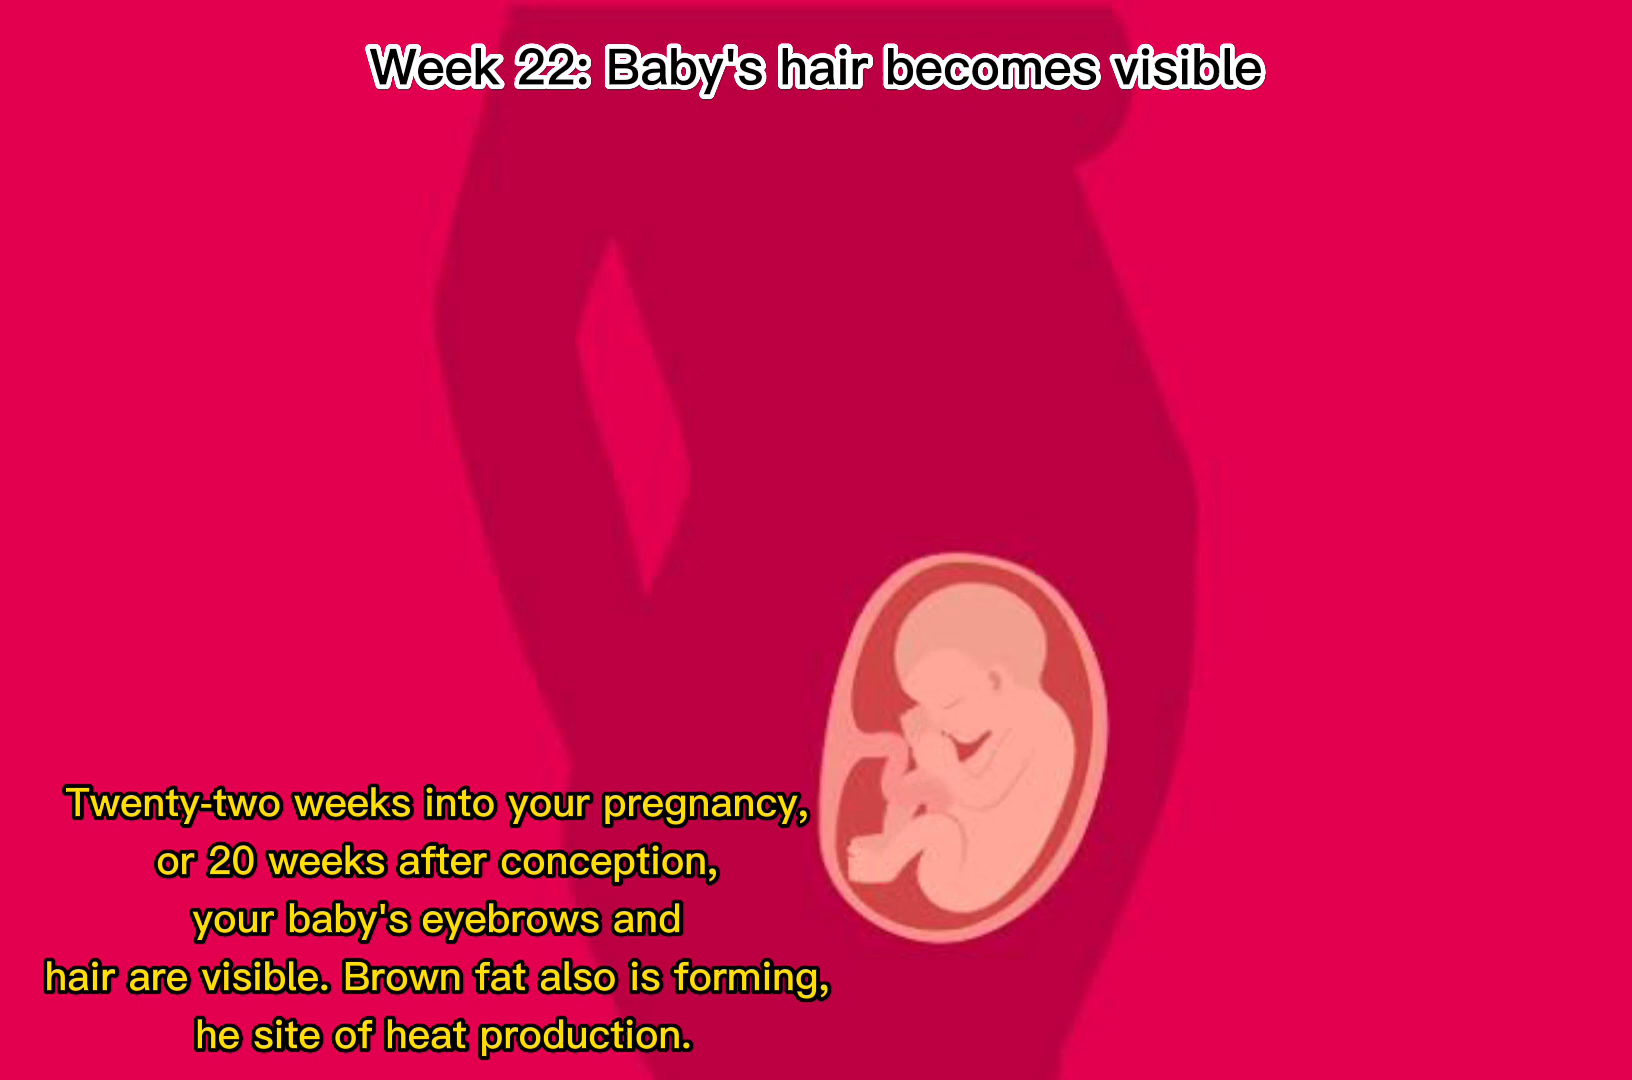 Week 22: Baby's hair becomes visible
Twenty-two weeks into your pregnancy,
or 20 weeks after conception,
your baby's eyebrows and
hair are visible. Brown fat also is forming,
he site of heat production.